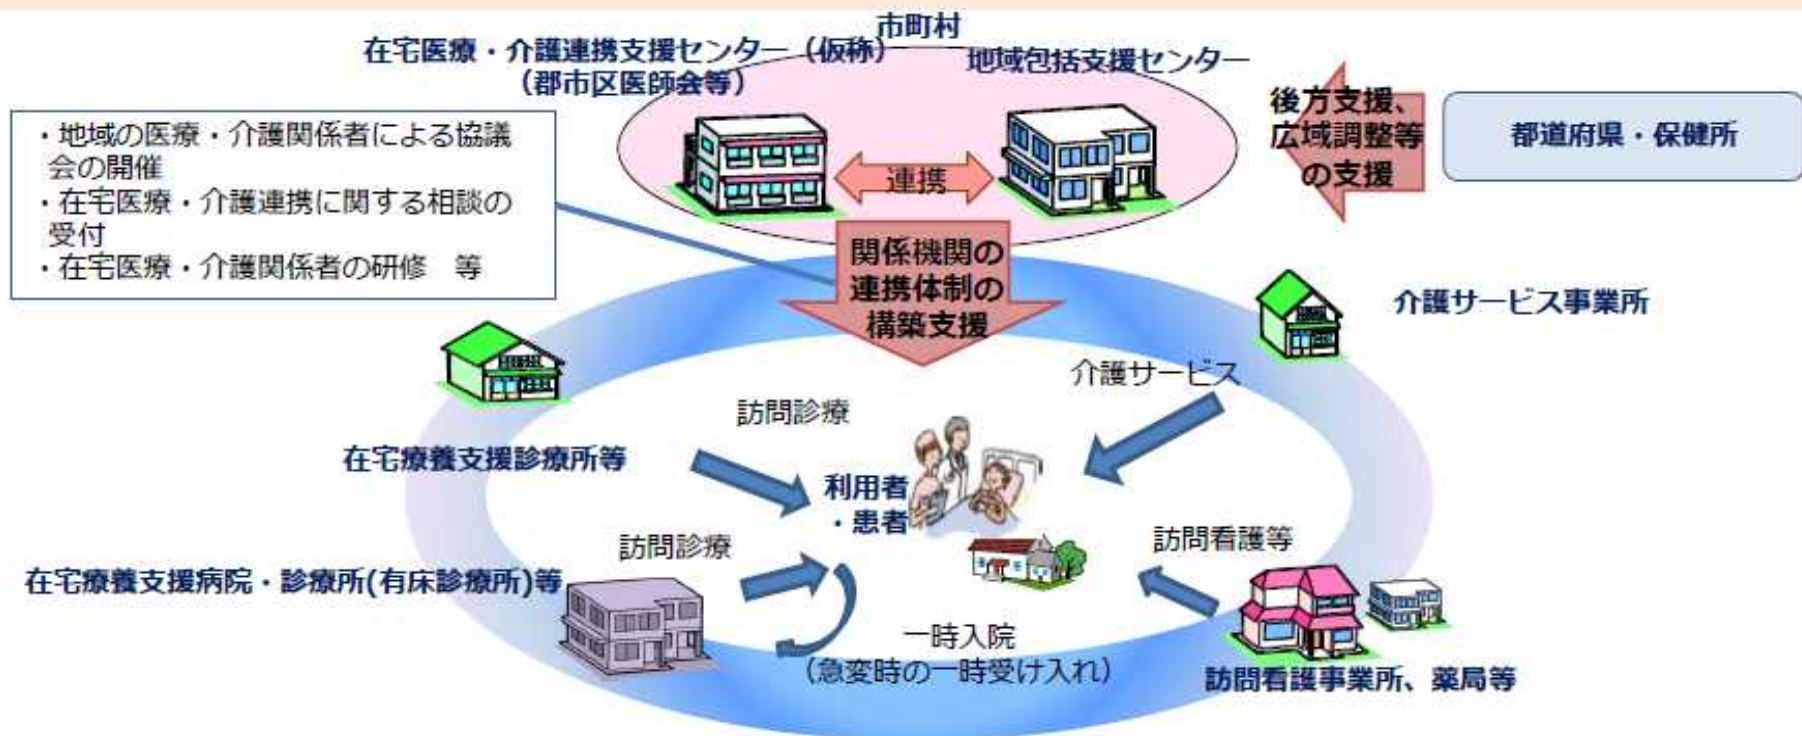 市町村
在宅医療・介護連携支援センター（仮称）
（郡市区医師会等）
地域包括支援センター
・地域の医療・介護関係者による協議
会の開催
・在宅医療・介護連携に関する相談の
受付
・在宅医療・介護関係者の研修　等
連携
後方支援、
広域調整等
の支援
都道府県・保健所
関係機関の
連携体制の
構築支援
介護サービス事業所
介護サービス
訪問診療
在宅療養支援診療所等
利用者
・患者
訪問診療
訪問看護等
在宅療養支援病院・診療所(有床診療所)等
一時入院
（急変時の一時受け入れ）
訪問看護事業所、薬局等